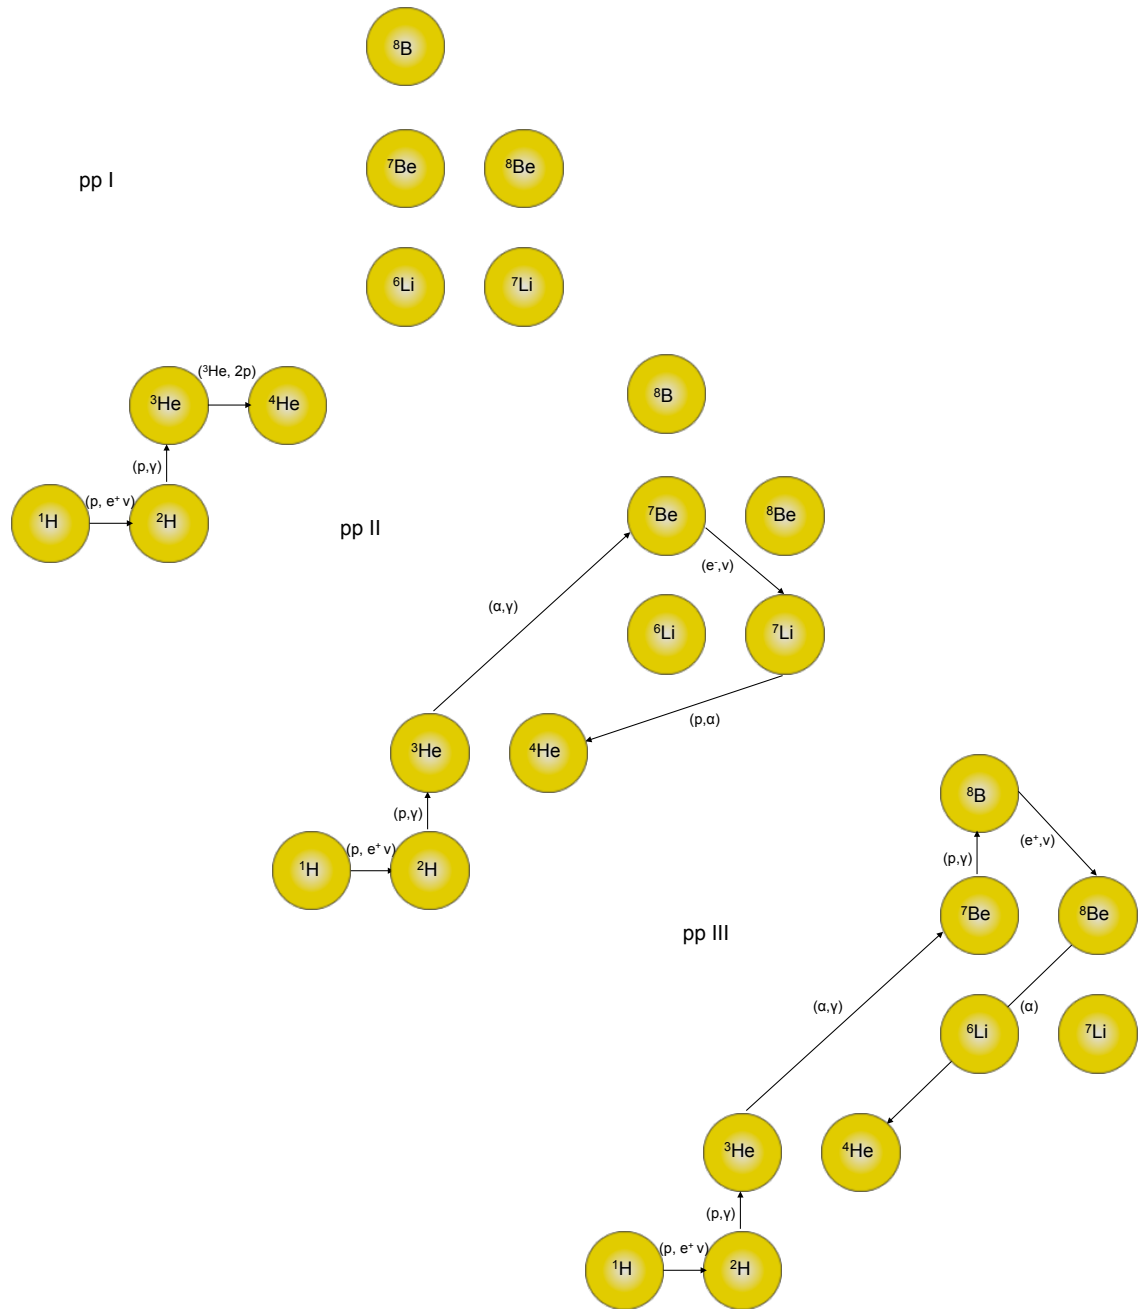 ⁸B
⁷Be
⁸Be
pp I
⁶Li
⁷Li
(³He, 2p)
³He
⁴He
(p,γ)
(p, e⁺ ν)
¹H
²H
⁸B
⁷Be
⁸Be
pp II
(e⁻,ν)
(α,γ)
⁶Li
⁷Li
(p,α)
³He
⁴He
(p,γ)
(p, e⁺ ν)
¹H
²H
⁸B
(e⁺,ν)
(p,γ)
⁷Be
⁸Be
pp III
(α,γ)
(α)
⁶Li
⁷Li
³He
⁴He
(p,γ)
(p, e⁺ ν)
¹H
²H